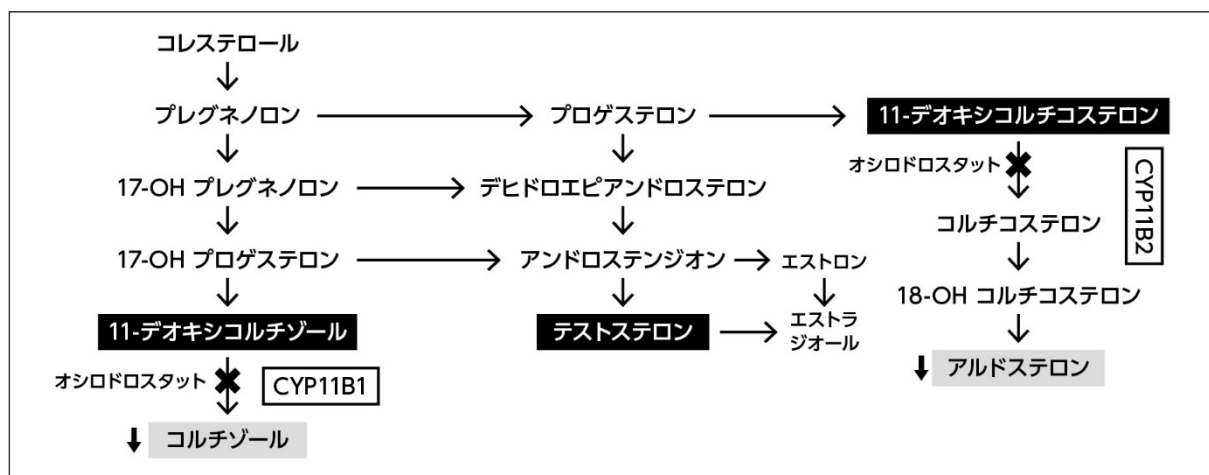 コレステロール
プレグネノロン
プロゲステロン
11-デオキシコルチコステロン
オシロドロスタット
CYP11B2
17-OH プレグネノロン
デヒドロエピアンドロステロン
コルチコステロン
17-OH プロゲステロン
アンドロステンジオン
エストロン
18-OH コルチコステロン
11-デオキシコルチゾール
テストステロン
エストラ
ジオール
アルドステロン
オシロドロスタット
CYP11B1
コルチゾール